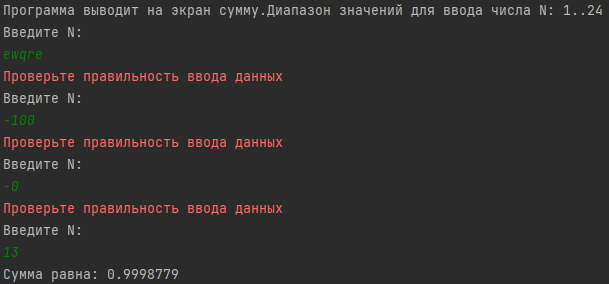 Программа выводит на экран сумму.Диапазон значений для ввода числа N: 1..24
Введите N:
ewqre
Проверьте правильность ввода данных
Введите N:
-100
Проверьте правильность ввода данных
Введите N:
-0
Проверьте правильность ввода данных
Введите N:
13
Сумма равна: 0.9998779